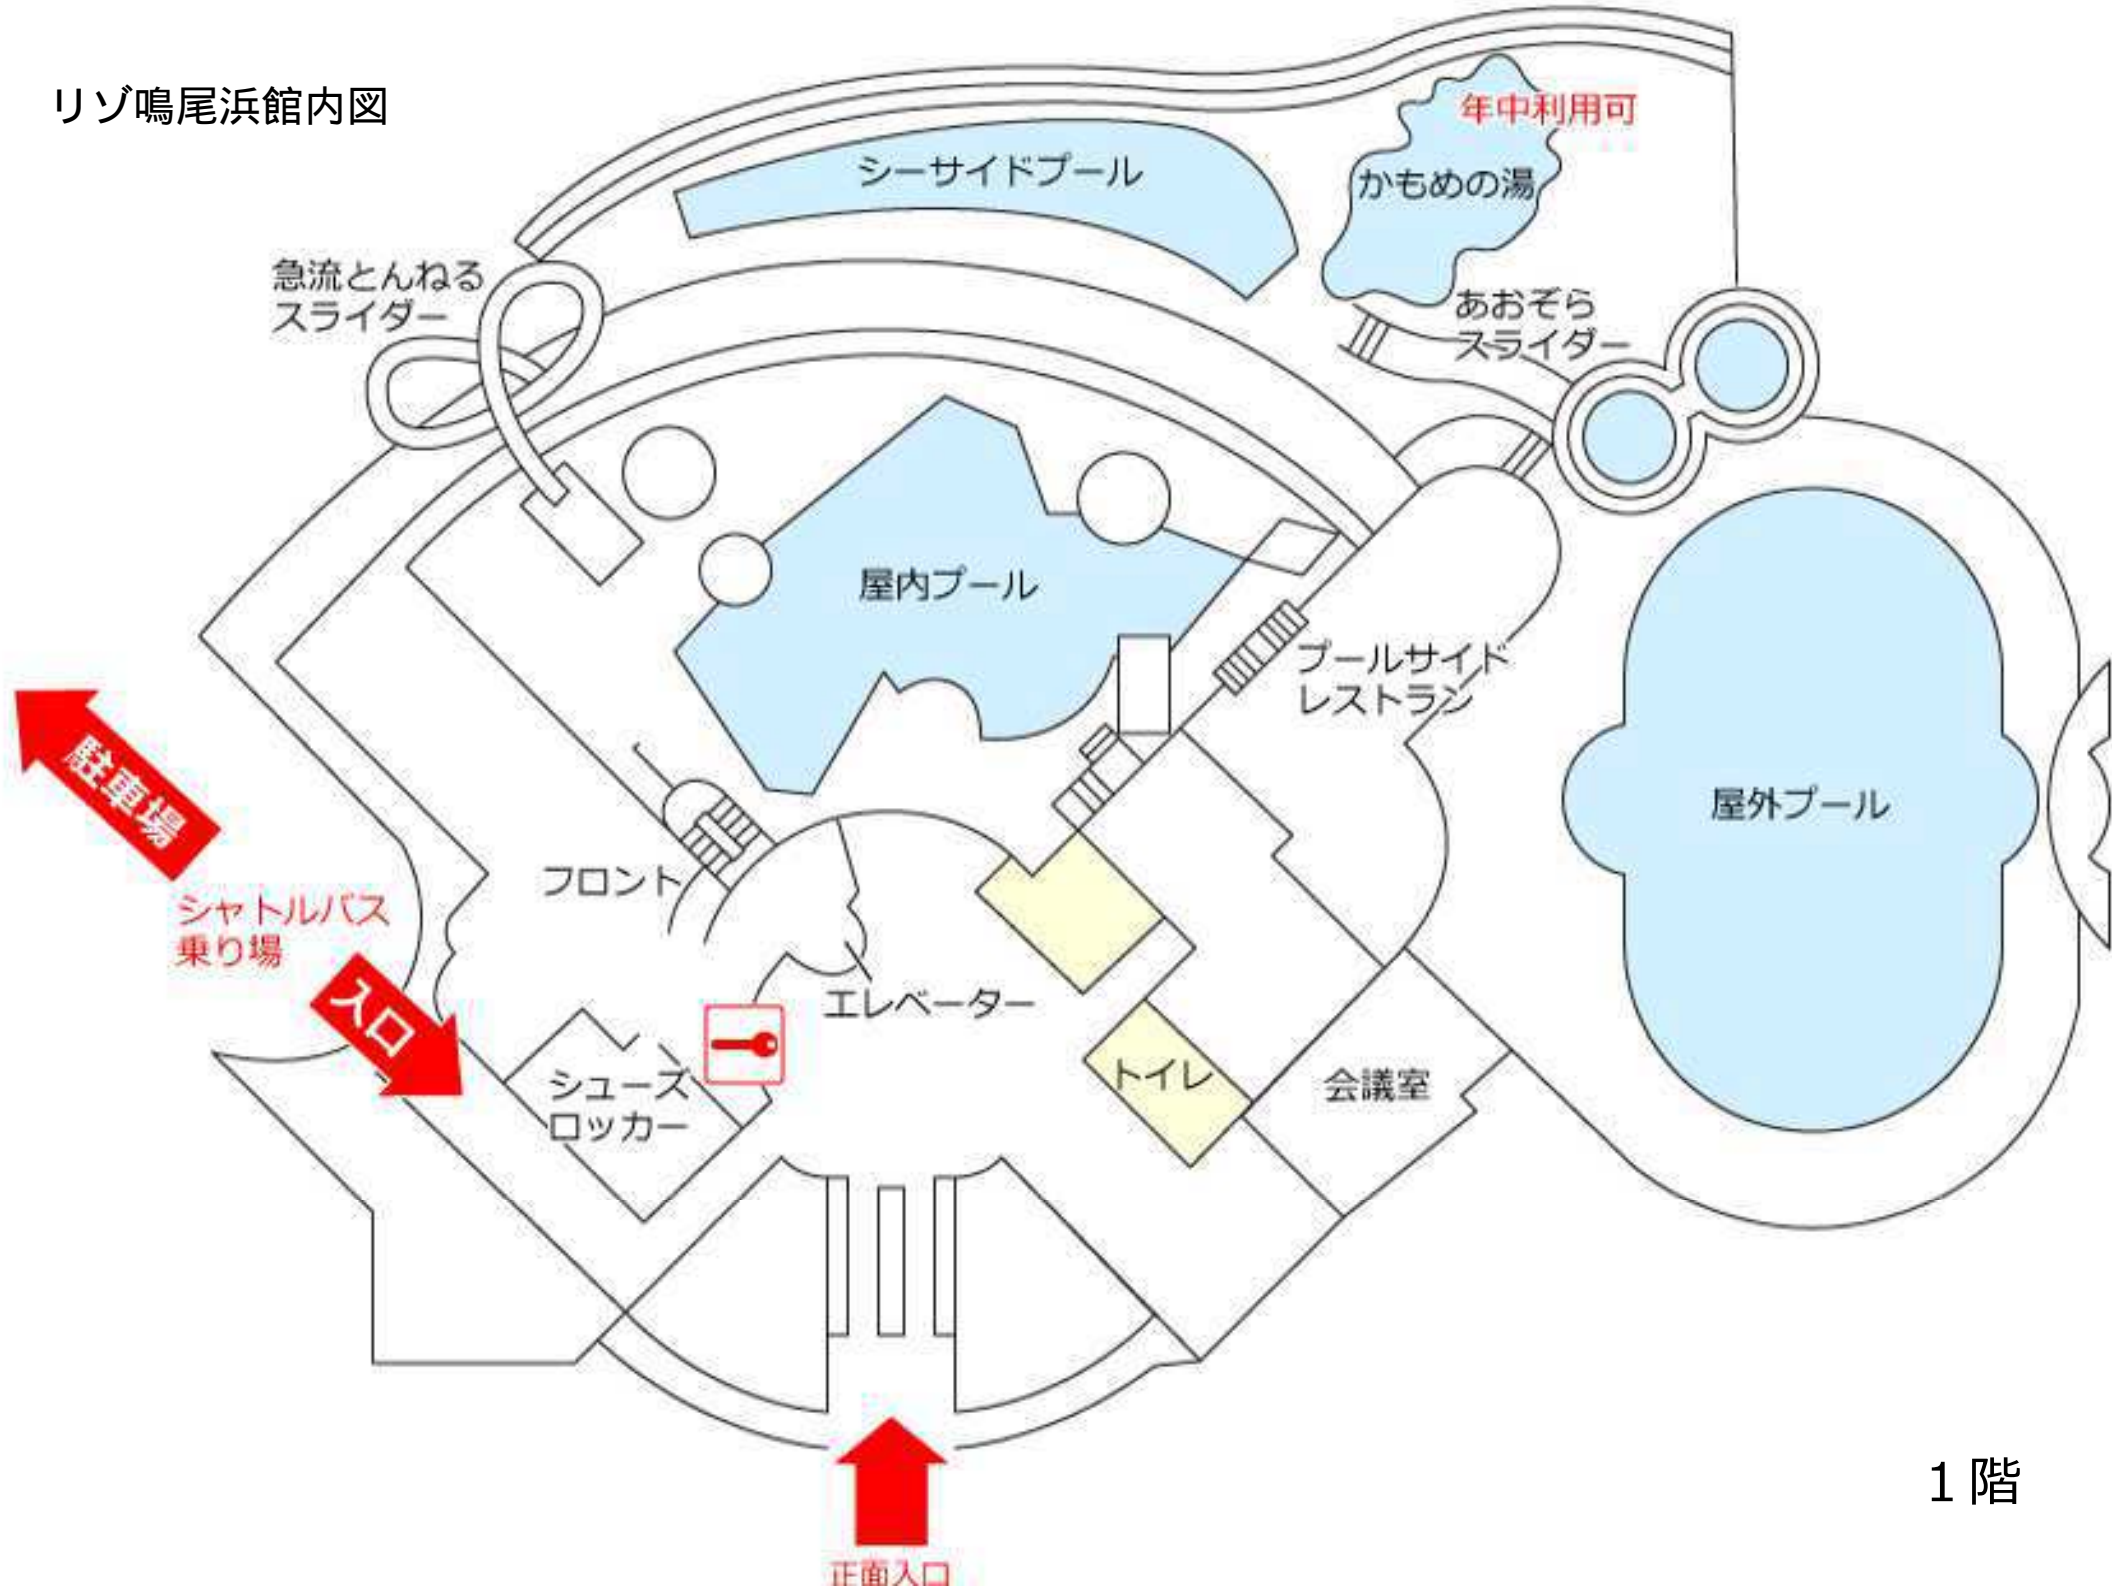 リゾ鳴尾浜館内図
年中利用可
シーサイドプール
かもめの湯
急流とんねる
スライダー
あおぞら
スライダー
屋内プール
プールサイド
レストラン
駐車場
屋外プール
フロント
シャトルバス
乗り場
入口
エレベーター
シューズ
ロッカー
トイレ
会議室
1階
正面入口